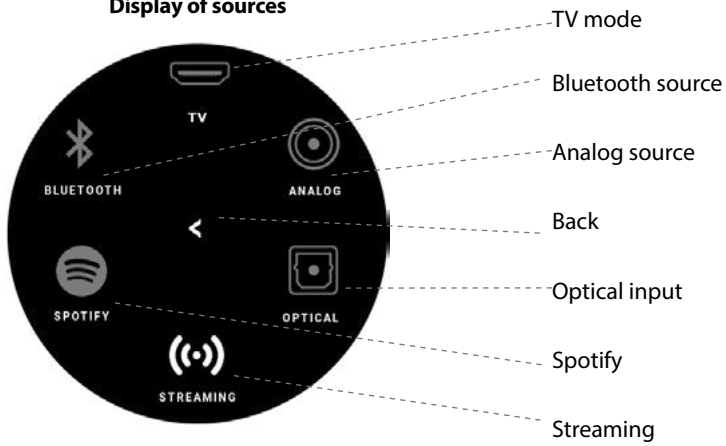 Display of sources
TV mode
Bluetooth source
Analog source
Back
Optical input
Spotify
Streaming
TV
BLUETOOTH
ANALOG
<
SPOTIFY
OPTICAL
STREAMING